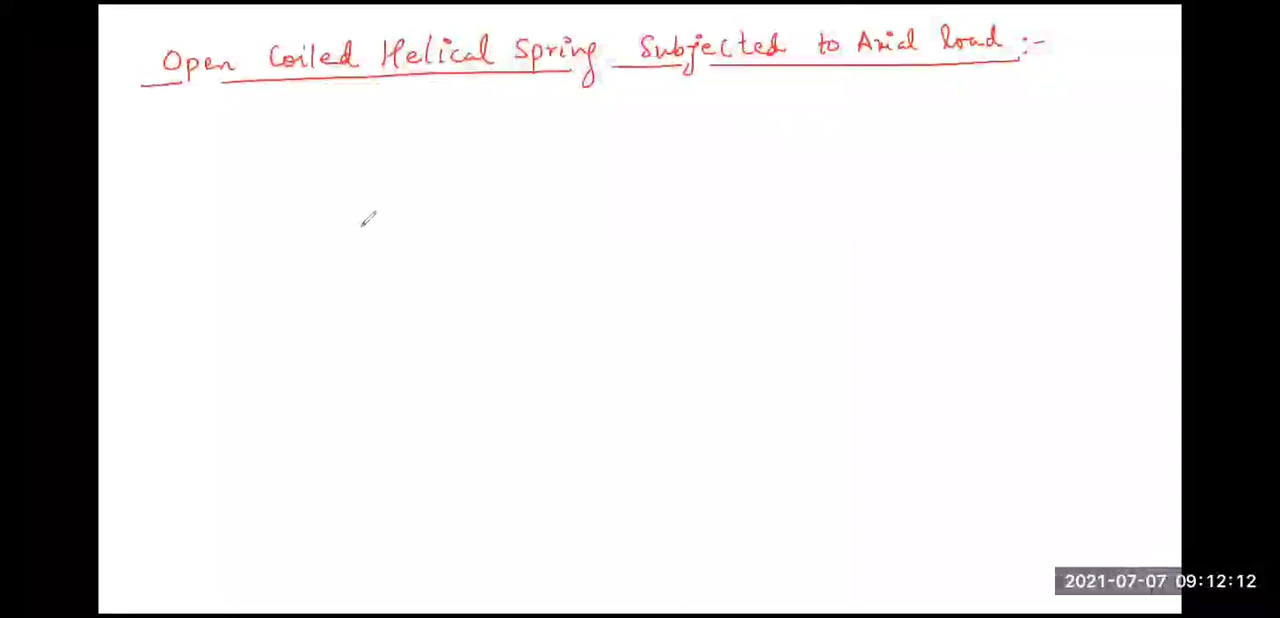 Open Coiled Helical Spring Subjected to Axial load :-
2021-07-07 09:12:12